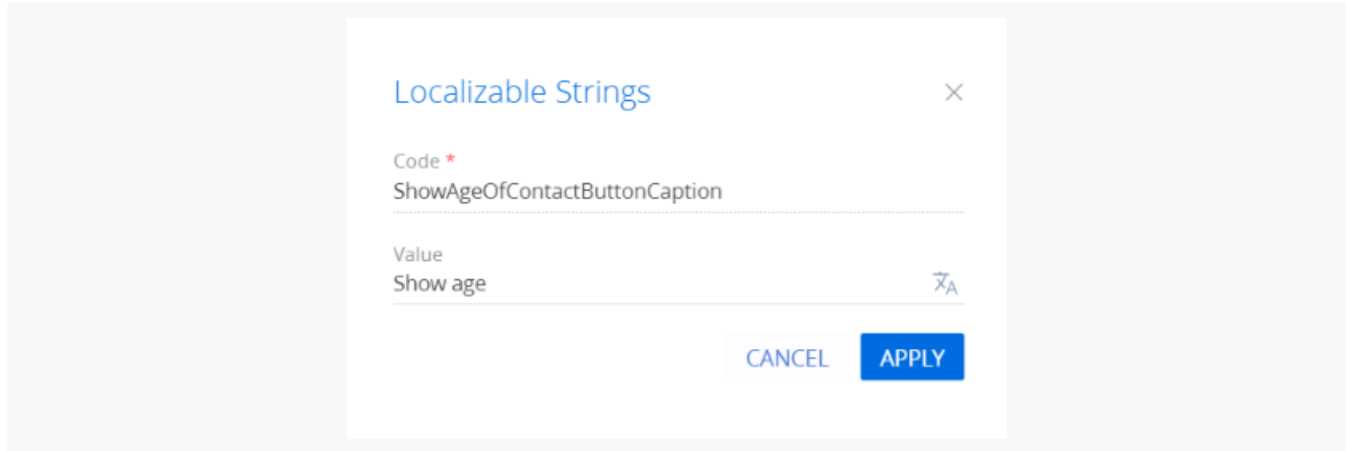 Localizable Strings
Code *
ShowAgeOfContactButtonCaption
Value
Show age
CANCEL APPLY